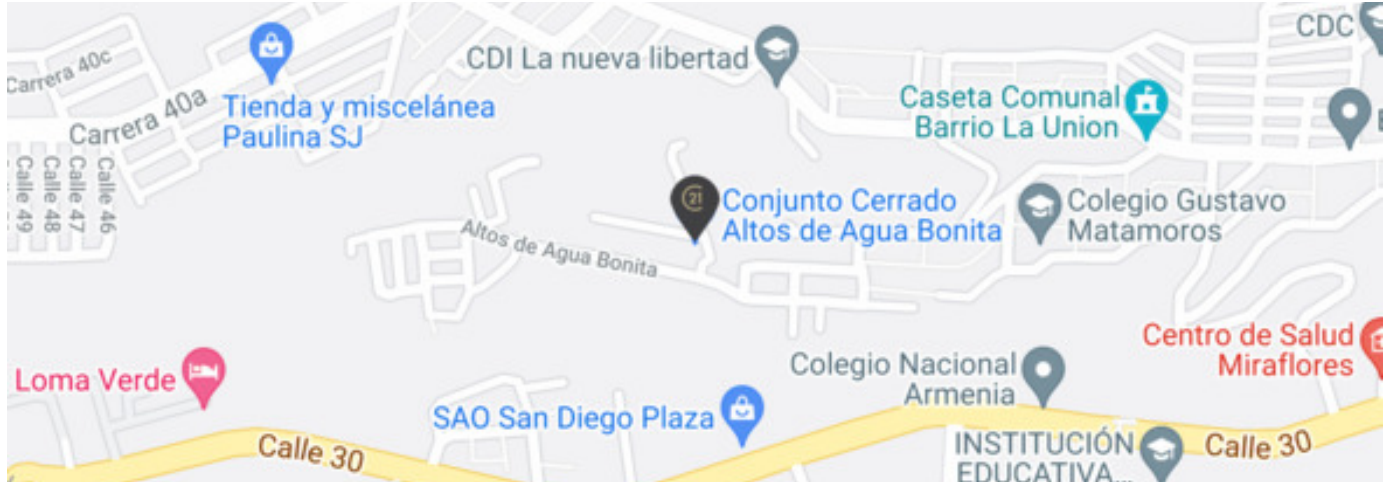 Carrera 40c
Carrera 40a
Tienda y miscelánea
Paulina SJ
CDI La nueva libertad
CDC
Caseta Comunal
Barrio La Union
Calle 49
Calle 48
Calle 47
Calle 46
21
Conjunto Cerrado
Altos de Agua Bonita
Colegio Gustavo
Matamoros
Altos de Agua Bonita
Centro de Salud
Miraflores
Loma Verde
Colegio Nacional
Armenia
SAO San Diego Plaza
Calle 30
INSTITUCIÓN
EDUCATIVA...
Calle 30